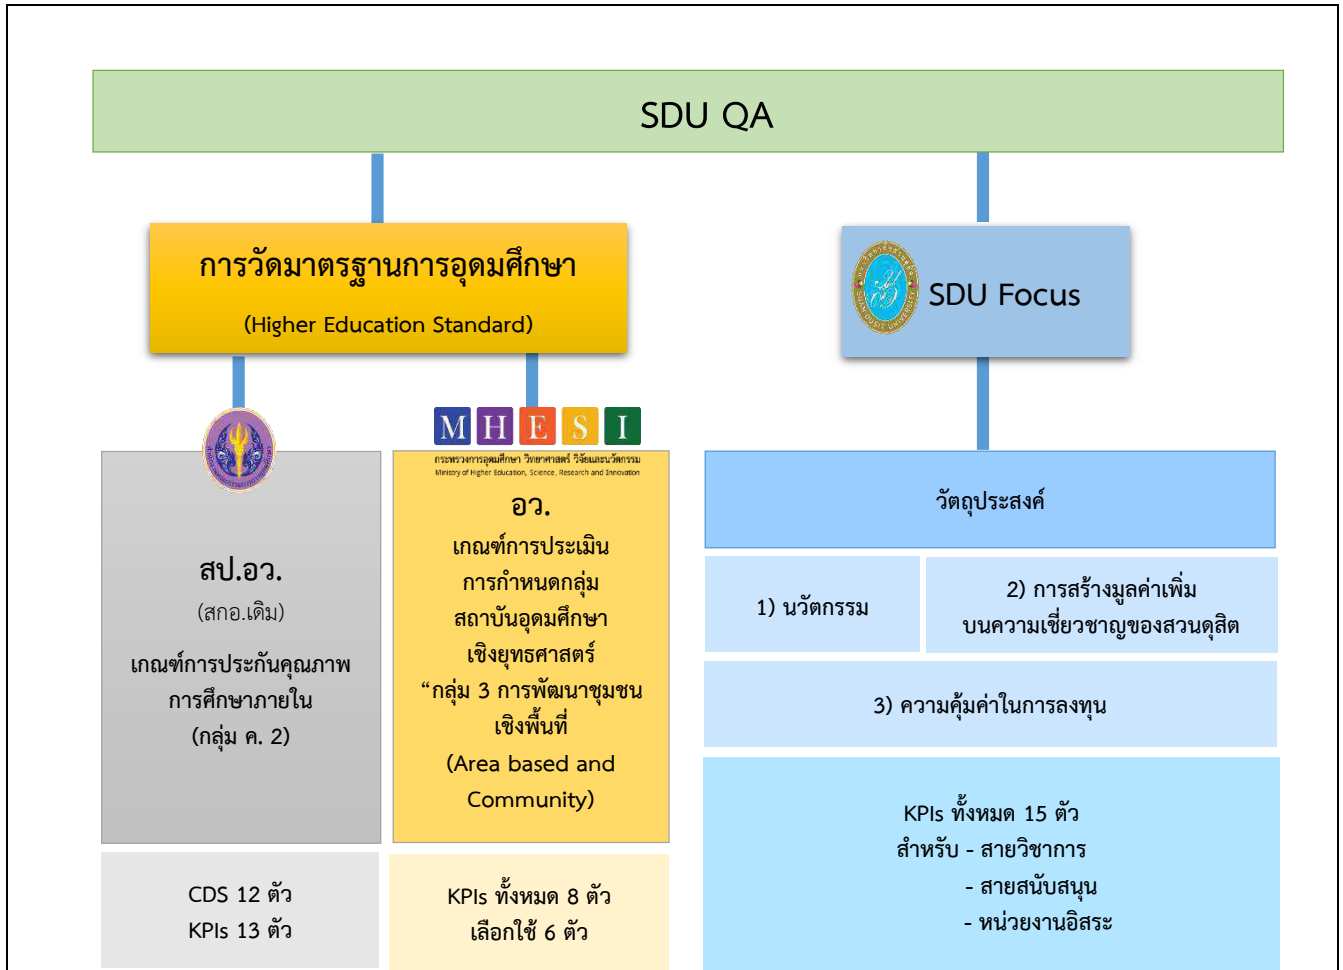 SDU QA
การวัดมาตรฐานการอุดมศึกษา
(Higher Education Standard)
SUAN DUSIT UNIVERSITY
SDU Focus
MHESI
กระทรวงการอุดมศึกษา วิทยาศาสตร์ วิจัยและนวัตกรรม
Ministry of Higher Education, Science, Research and Innovation
สป.อว.
(สกอ.เดิม)
เกณฑ์การประกันคุณภาพ
การศึกษาภายใน
(กลุ่ม ค. 2)
CDS 12 ตัว
KPIs 13 ตัว
อว.
เกณฑ์การประเมิน
การกำหนดกลุ่ม
สถาบันอุดมศึกษา
เชิงยุทธศาสตร์
“กลุ่ม 3 การพัฒนาชุมชน
เชิงพื้นที่
(Area based and
Community)
KPIs ทั้งหมด 8 ตัว
เลือกใช้ 6 ตัว
วัตถุประสงค์
1) นวัตกรรม
2) การสร้างมูลค่าเพิ่ม
บนความเชี่ยวชาญของสวนดุสิต
3) ความคุ้มค่าในการลงทุน
KPIs ทั้งหมด 15 ตัว
สำหรับ - สายวิชาการ
- สายสนับสนุน
- หน่วยงานอิสระ